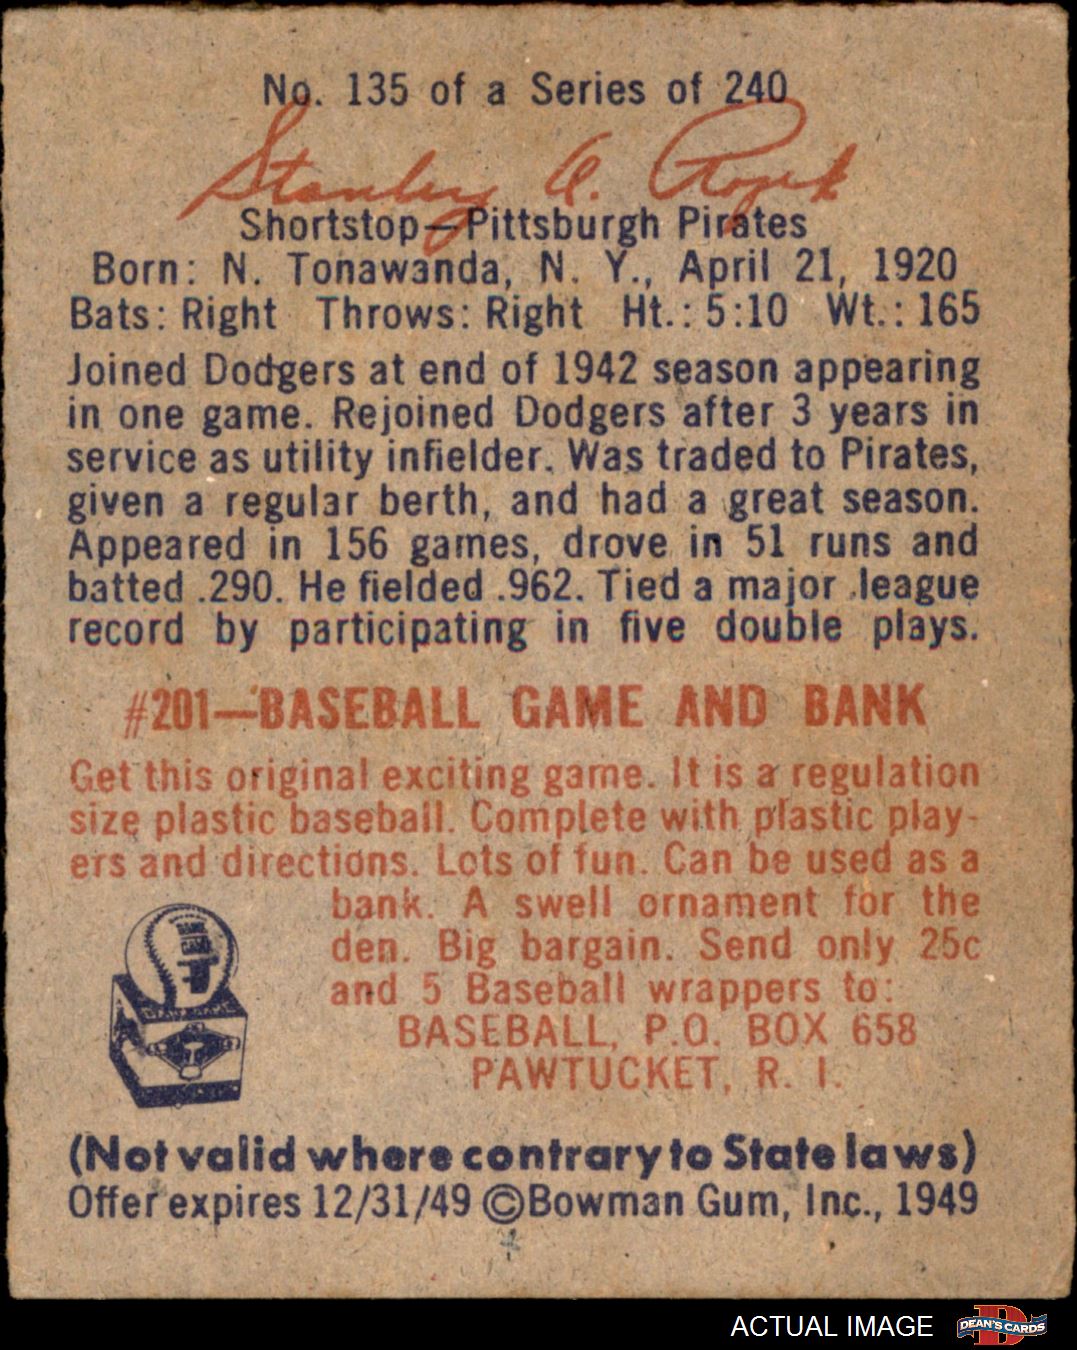 No. 135 of a Series of 240
Stanley A. Rojek
Shortstop—Pittsburgh Pirates
Born: N. Tonawanda, N. Y., April 21, 1920
Bats: Right Throws: Right Ht.: 5:10 Wt.: 165
Joined Dodgers at end of 1942 season appearing
in one game. Rejoined Dodgers after 3 years in
service as utility infielder. Was traded to Pirates,
given a regular berth, and had a great season.
Appeared in 156 games, drove in 51 runs and
batted .290. He fielded .962. Tied a major league
record by participating in five double plays.
#201—BASEBALL GAME AND BANK
Get this original exciting game. It is a regulation
size plastic baseball. Complete with plastic play-
ers and directions. Lots of fun. Can be used as a
bank. A swell ornament for the
den. Big bargain. Send only 25c
and 5 Baseball wrappers to:
BASEBALL, P.O. BOX 658
PAWTUCKET, R. I.
(Not valid where contrary to State laws)
Offer expires 12/31/49 ©Bowman Gum, Inc., 1949
ACTUAL IMAGE
DEAN'S CARDS